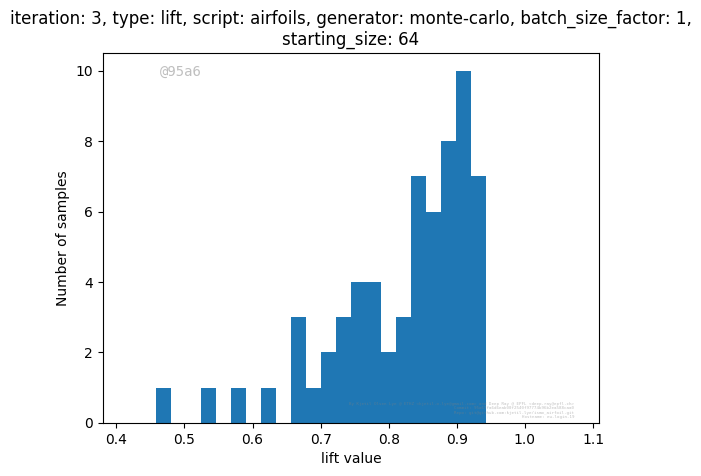 iteration: 3, type: lift, script: airfoils, generator: monte-carlo, batch_size_factor: 1,
starting_size: 64
@95a6
Number of samples
10
8
6
4
2
0
0.4 0.5 0.6 0.7 0.8 0.9 1.0 1.1
lift value